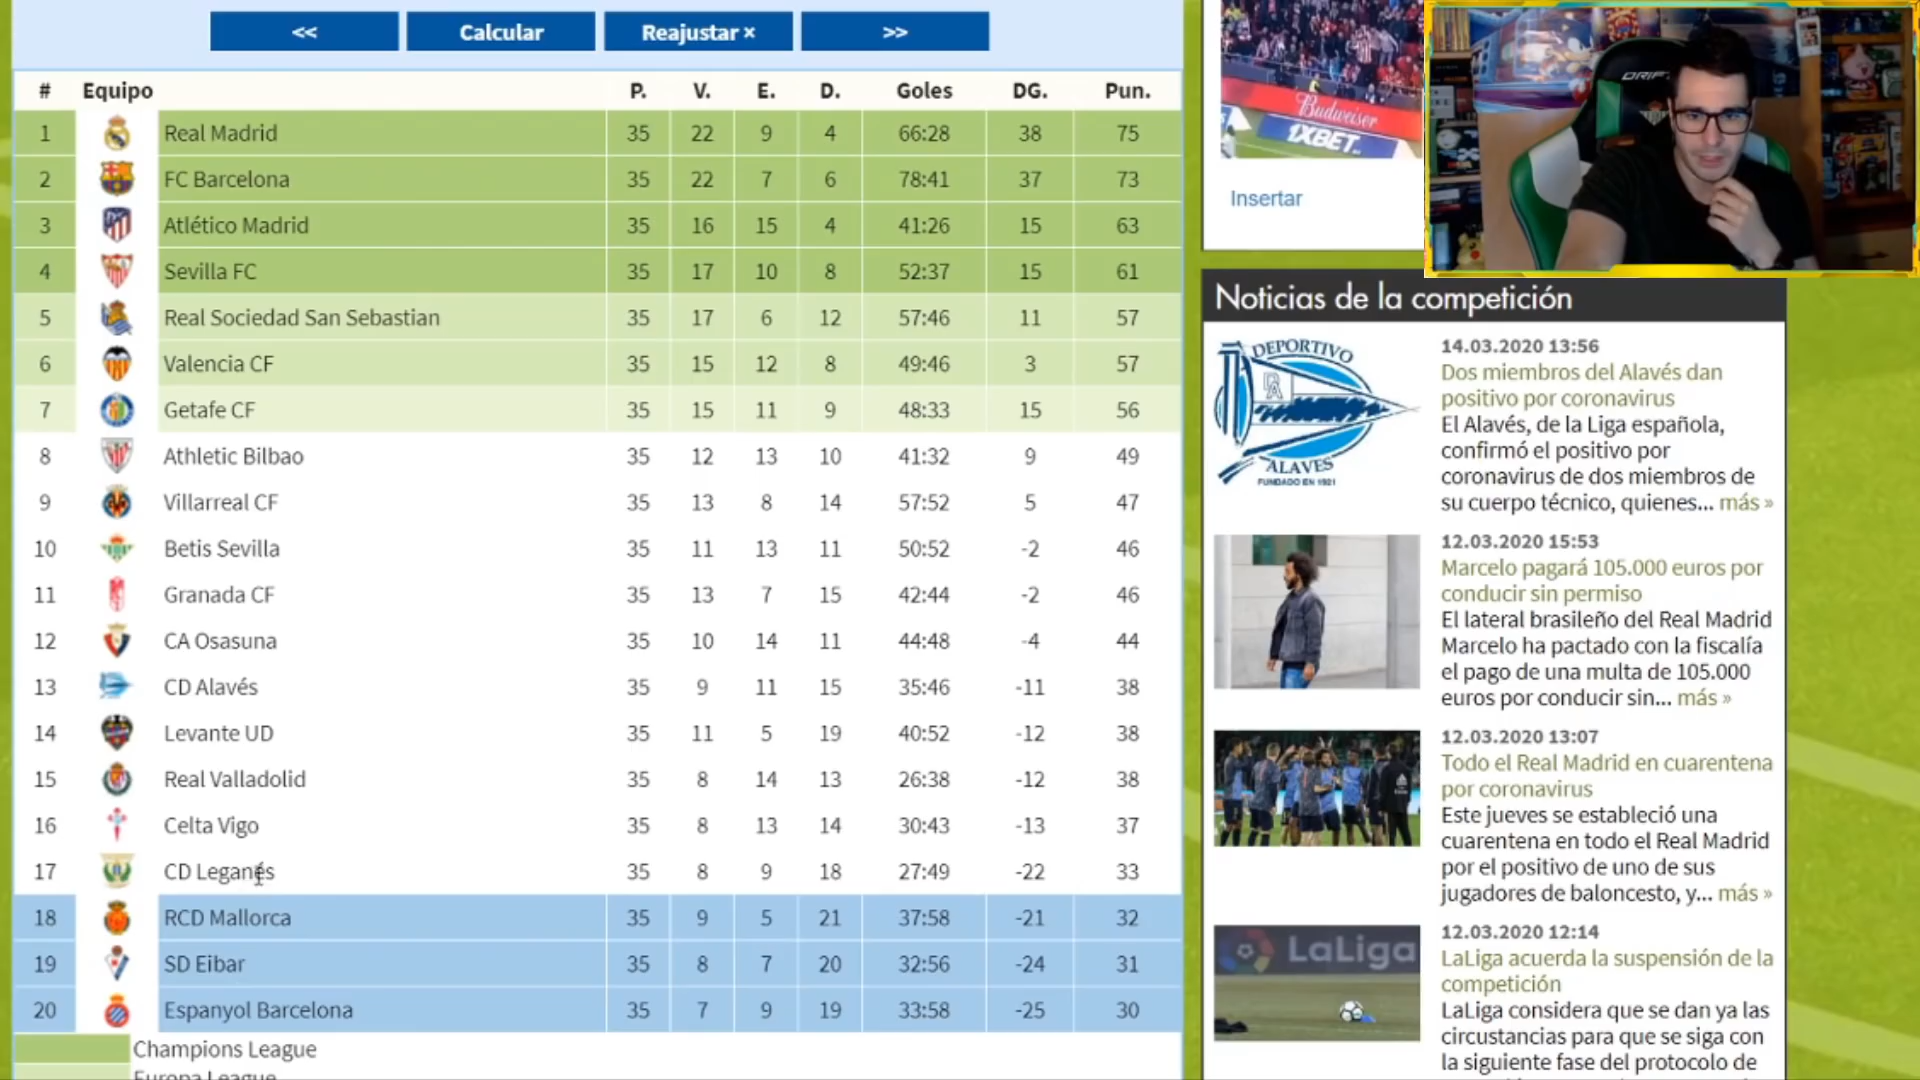 << Calcular Reajustar × >>
# Equipo P. V. E. D. Goles DG. Pun.
1 Real Madrid 35 22 9 4 66:28 38 75
2 FC Barcelona 35 22 7 6 78:41 37 73
3 Atlético Madrid 35 16 15 4 41:26 15 63
4 Sevilla FC 35 17 10 8 52:37 15 61
5 Real Sociedad San Sebastian 35 17 6 12 57:46 11 57
6 Valencia CF 35 15 12 8 49:46 3 57
7 Getafe CF 35 15 11 9 48:33 15 56
8 Athletic Bilbao 35 12 13 10 41:32 9 49
9 Villarreal CF 35 13 8 14 57:52 5 47
10 Betis Sevilla 35 11 13 11 50:52 -2 46
11 Granada CF 35 13 7 15 42:44 -2 46
12 CA Osasuna 35 10 14 11 44:48 -4 44
13 CD Alavés 35 9 11 15 35:46 -11 38
14 Levante UD 35 11 5 19 40:52 -12 38
15 Real Valladolid 35 8 14 13 26:38 -12 38
16 Celta Vigo 35 8 13 14 30:43 -13 37
17 CD Leganés 35 8 9 18 27:49 -22 33
18 RCD Mallorca 35 9 5 21 37:58 -21 32
19 SD Eibar 35 8 7 20 32:56 -24 31
20 Espanyol Barcelona 35 7 9 19 33:58 -25 30
Champions League
Europa League
Budweiser
1XBET
Insertar
DRIFT
Noticias de la competición
DEPORTIVO
ALAVES
FUNDADO EN 1921
14.03.2020 13:56
Dos miembros del Alavés dan
positivo por coronavirus
El Alavés, de la Liga española,
confirmó el positivo por
coronavirus de dos miembros de
su cuerpo técnico, quienes... más »
12.03.2020 15:53
Marcelo pagará 105.000 euros por
conducir sin permiso
El lateral brasileño del Real Madrid
Marcelo ha pactado con la fiscalía
el pago de una multa de 105.000
euros por conducir sin... más »
12.03.2020 13:07
Todo el Real Madrid en cuarentena
por coronavirus
Este jueves se estableció una
cuarentena en todo el Real Madrid
por el positivo de uno de sus
jugadores de baloncesto, y... más »
LaLiga
12.03.2020 12:14
LaLiga acuerda la suspensión de la
competición
LaLiga considera que se dan ya las
circustancias para que se siga con
la siguiente fase del protocolo de